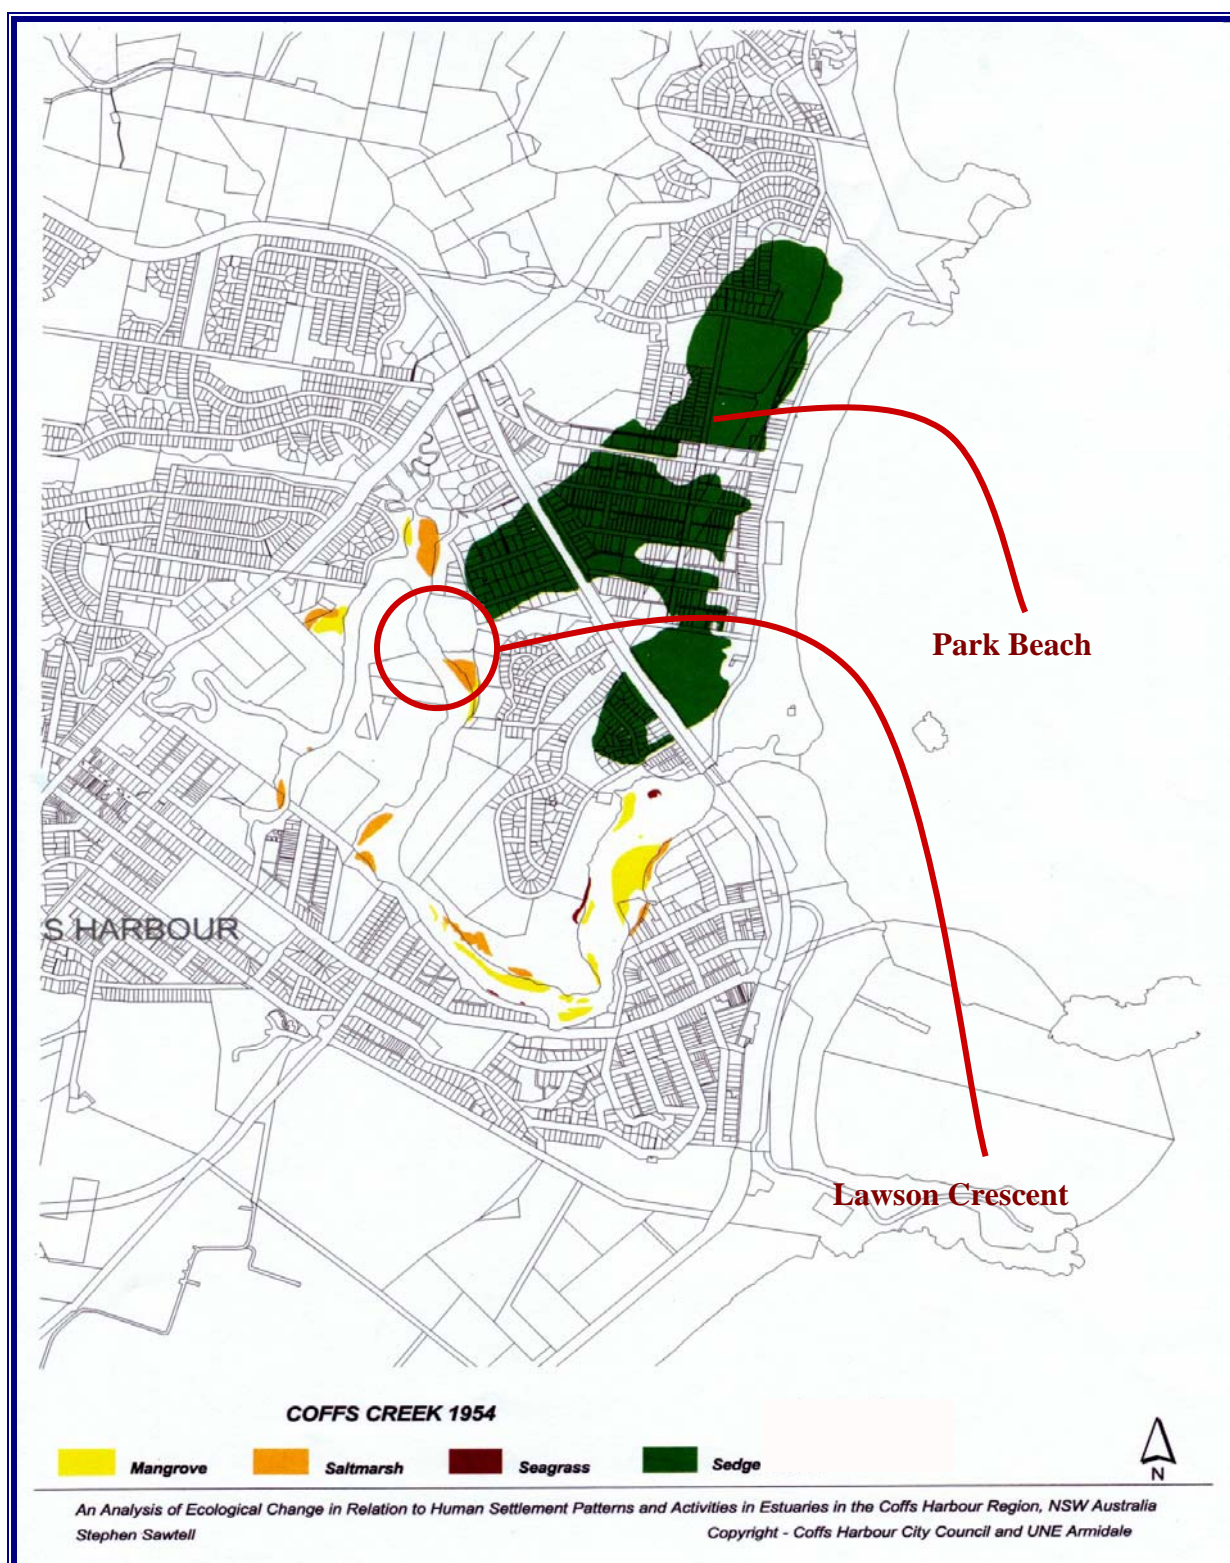 Park Beach
S HARBOUR
Lawson Crescent
COFFS CREEK 1954
Mangrove
Saltmarsh
Seagrass
Sedge
N
An Analysis of Ecological Change in Relation to Human Settlement Patterns and Activities in Estuaries in the Coffs Harbour Region, NSW Australia
Stephen Sawtell
Copyright - Coffs Harbour City Council and UNE Armidale